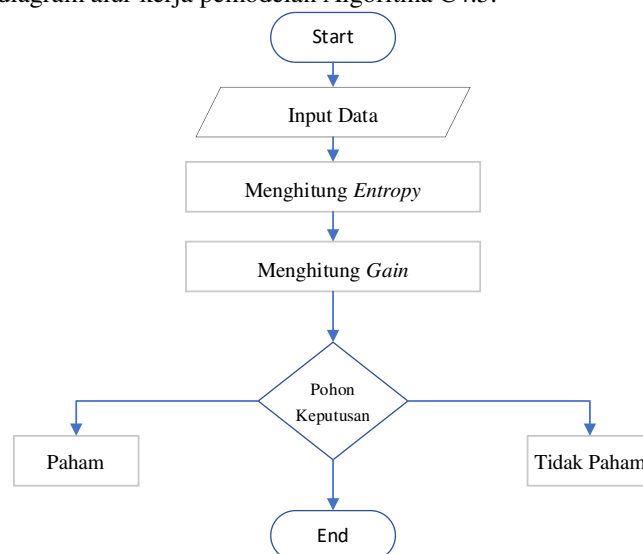 diagram alur kerja pemodelan Algoritma C4.5.
Start
Input Data
Menghitung Entropy
Menghitung Gain
Pohon
Keputusan
Paham
Tidak Paham
End